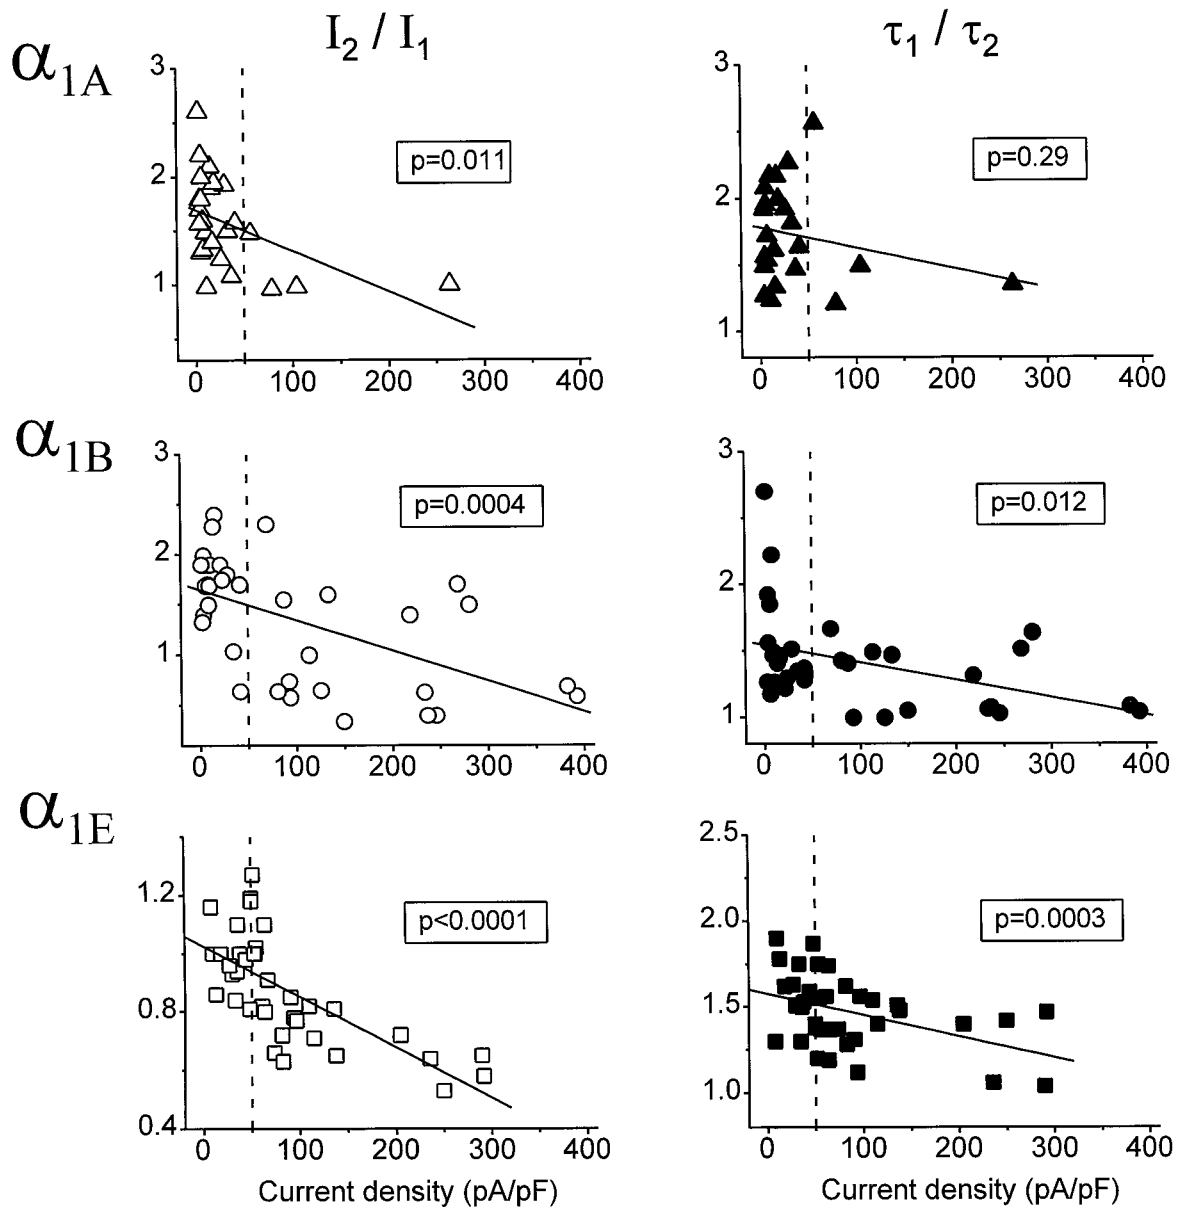 I₂ / I₁
τ₁ / τ₂
α₁A
3
2
1
p=0.011
0 100 200 300 400
3
2
1
p=0.29
0 100 200 300 400
α₁B
3
2
1
p=0.0004
0 100 200 300 400
3
2
1
p=0.012
0 100 200 300 400
α₁E
1.2
0.8
0.4
p<0.0001
0 100 200 300 400
Current density (pA/pF)
2.5
2.0
1.5
1.0
p=0.0003
0 100 200 300 400
Current density (pA/pF)